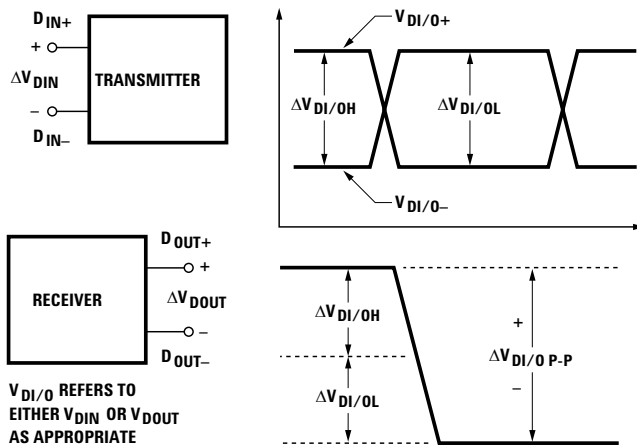 D IN+
+
ΔV DIN
TRANSMITTER
–
D IN–
V DI/O+
ΔV DI/OH
ΔV DI/OL
V DI/O–
D OUT+
+
RECEIVER
ΔV DOUT
–
D OUT–
V DI/O REFERS TO
EITHER V DIN OR V DOUT
AS APPROPRIATE
ΔV DI/OH
ΔV DI/OL
+
ΔV DI/O P-P
–